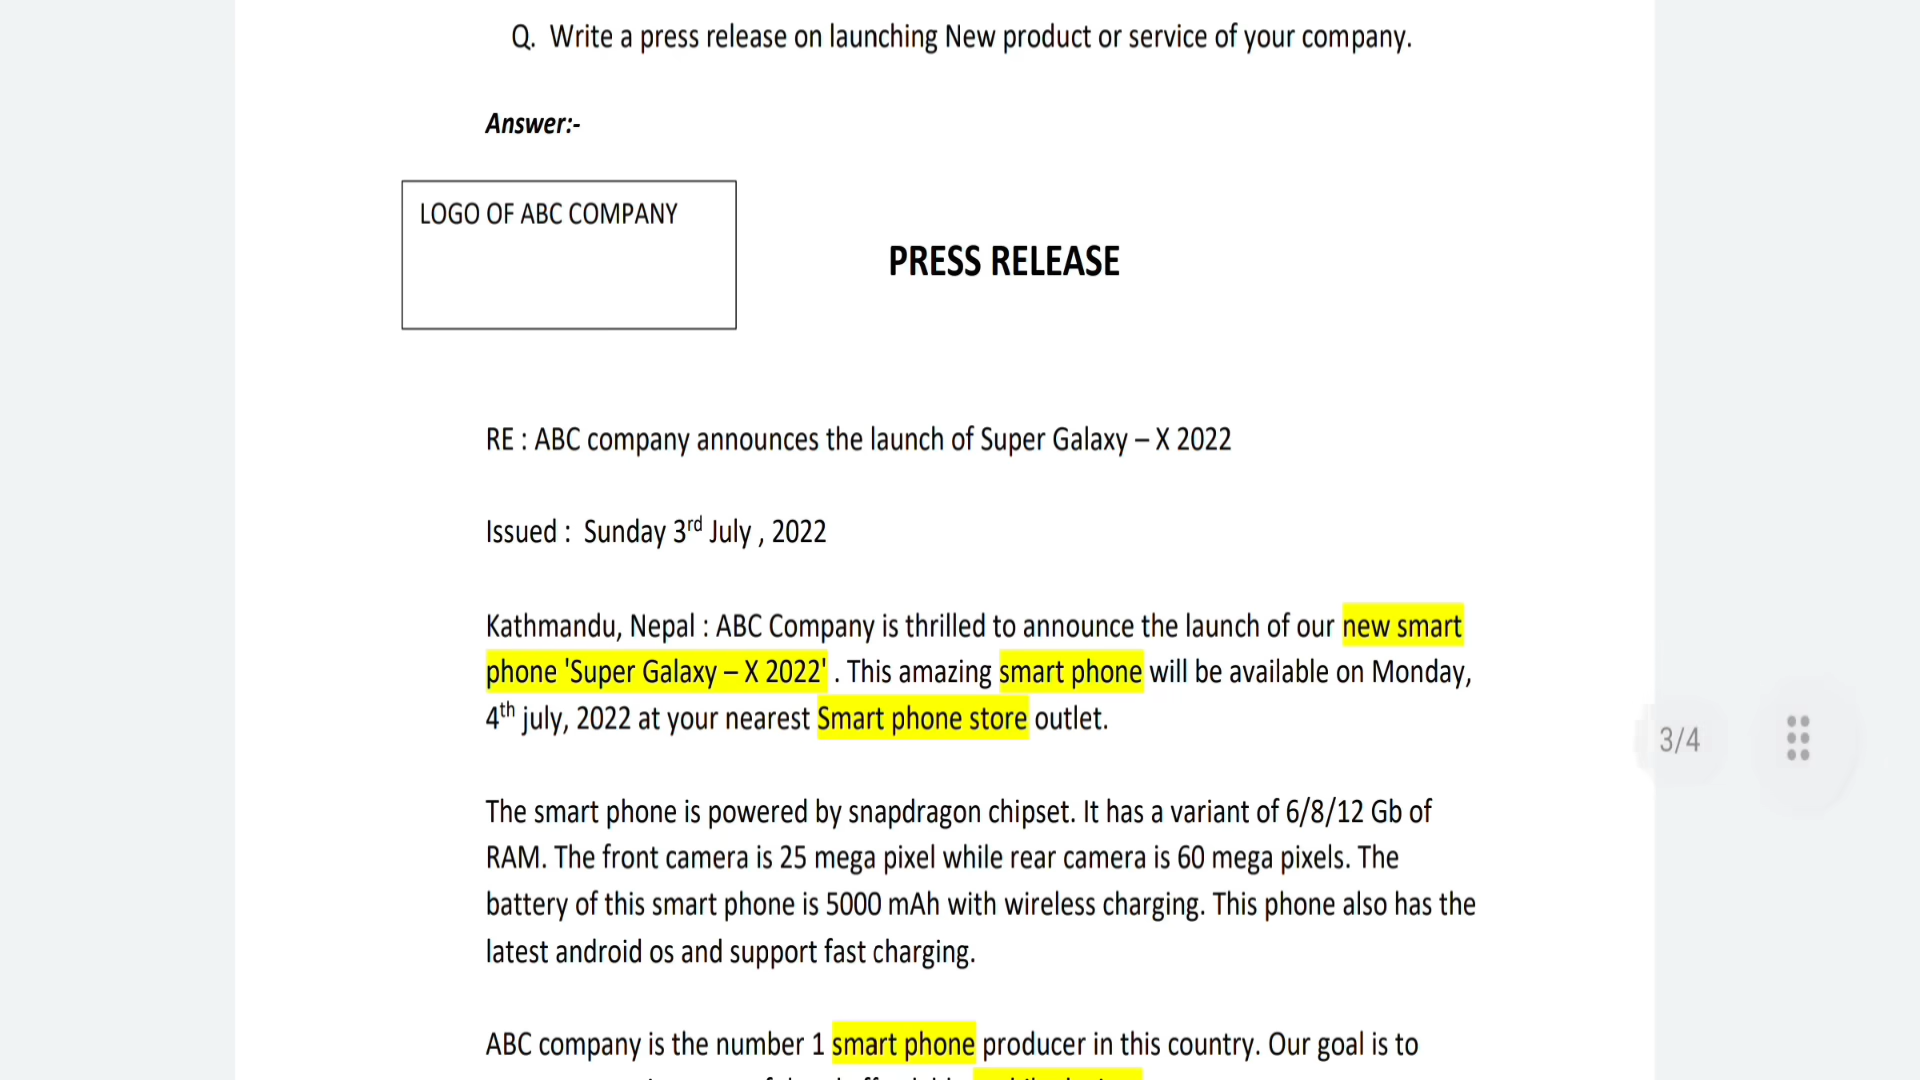 Q. Write a press release on launching New product or service of your company.
Answer:-
LOGO OF ABC COMPANY
PRESS RELEASE
RE : ABC company announces the launch of Super Galaxy – X 2022
Issued : Sunday 3rd July , 2022
Kathmandu, Nepal : ABC Company is thrilled to announce the launch of our new smart
phone 'Super Galaxy – X 2022' . This amazing smart phone will be available on Monday,
4th july, 2022 at your nearest Smart phone store outlet.
3/4
The smart phone is powered by snapdragon chipset. It has a variant of 6/8/12 Gb of
RAM. The front camera is 25 mega pixel while rear camera is 60 mega pixels. The
battery of this smart phone is 5000 mAh with wireless charging. This phone also has the
latest android os and support fast charging.
ABC company is the number 1 smart phone producer in this country. Our goal is to